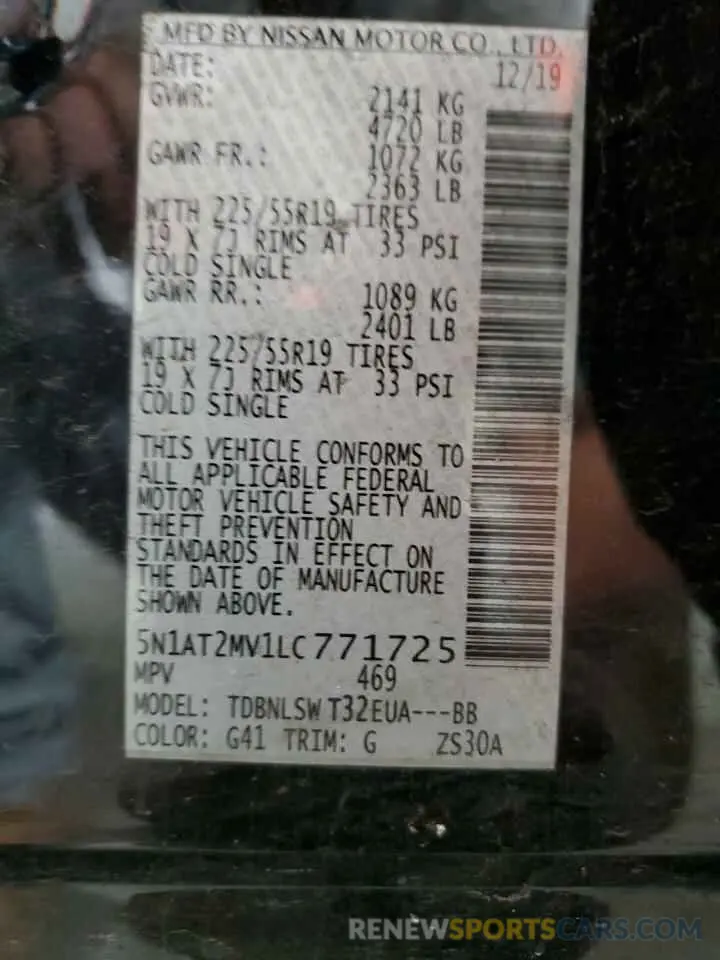 MFD BY NISSAN MOTOR CO., LTD.
DATE: 12/19
GVWR: 2141 KG
4720 LB
GAWR FR.: 1072 KG
2363 LB
WITH 225/55R19 TIRES
19 X 7J RIMS AT 33 PSI
COLD SINGLE
GAWR RR.: 1089 KG
2401 LB
WITH 225/55R19 TIRES
19 X 7J RIMS AT 33 PSI
COLD SINGLE
THIS VEHICLE CONFORMS TO
ALL APPLICABLE FEDERAL
MOTOR VEHICLE SAFETY AND
THEFT PREVENTION
STANDARDS IN EFFECT ON
THE DATE OF MANUFACTURE
SHOWN ABOVE.
5N1AT2MV1LC771725
MPV 469
MODEL: TDBNLSW T32EUA---BB
COLOR: G41 TRIM: G ZS30A
RENEWSPORTSCARS.COM